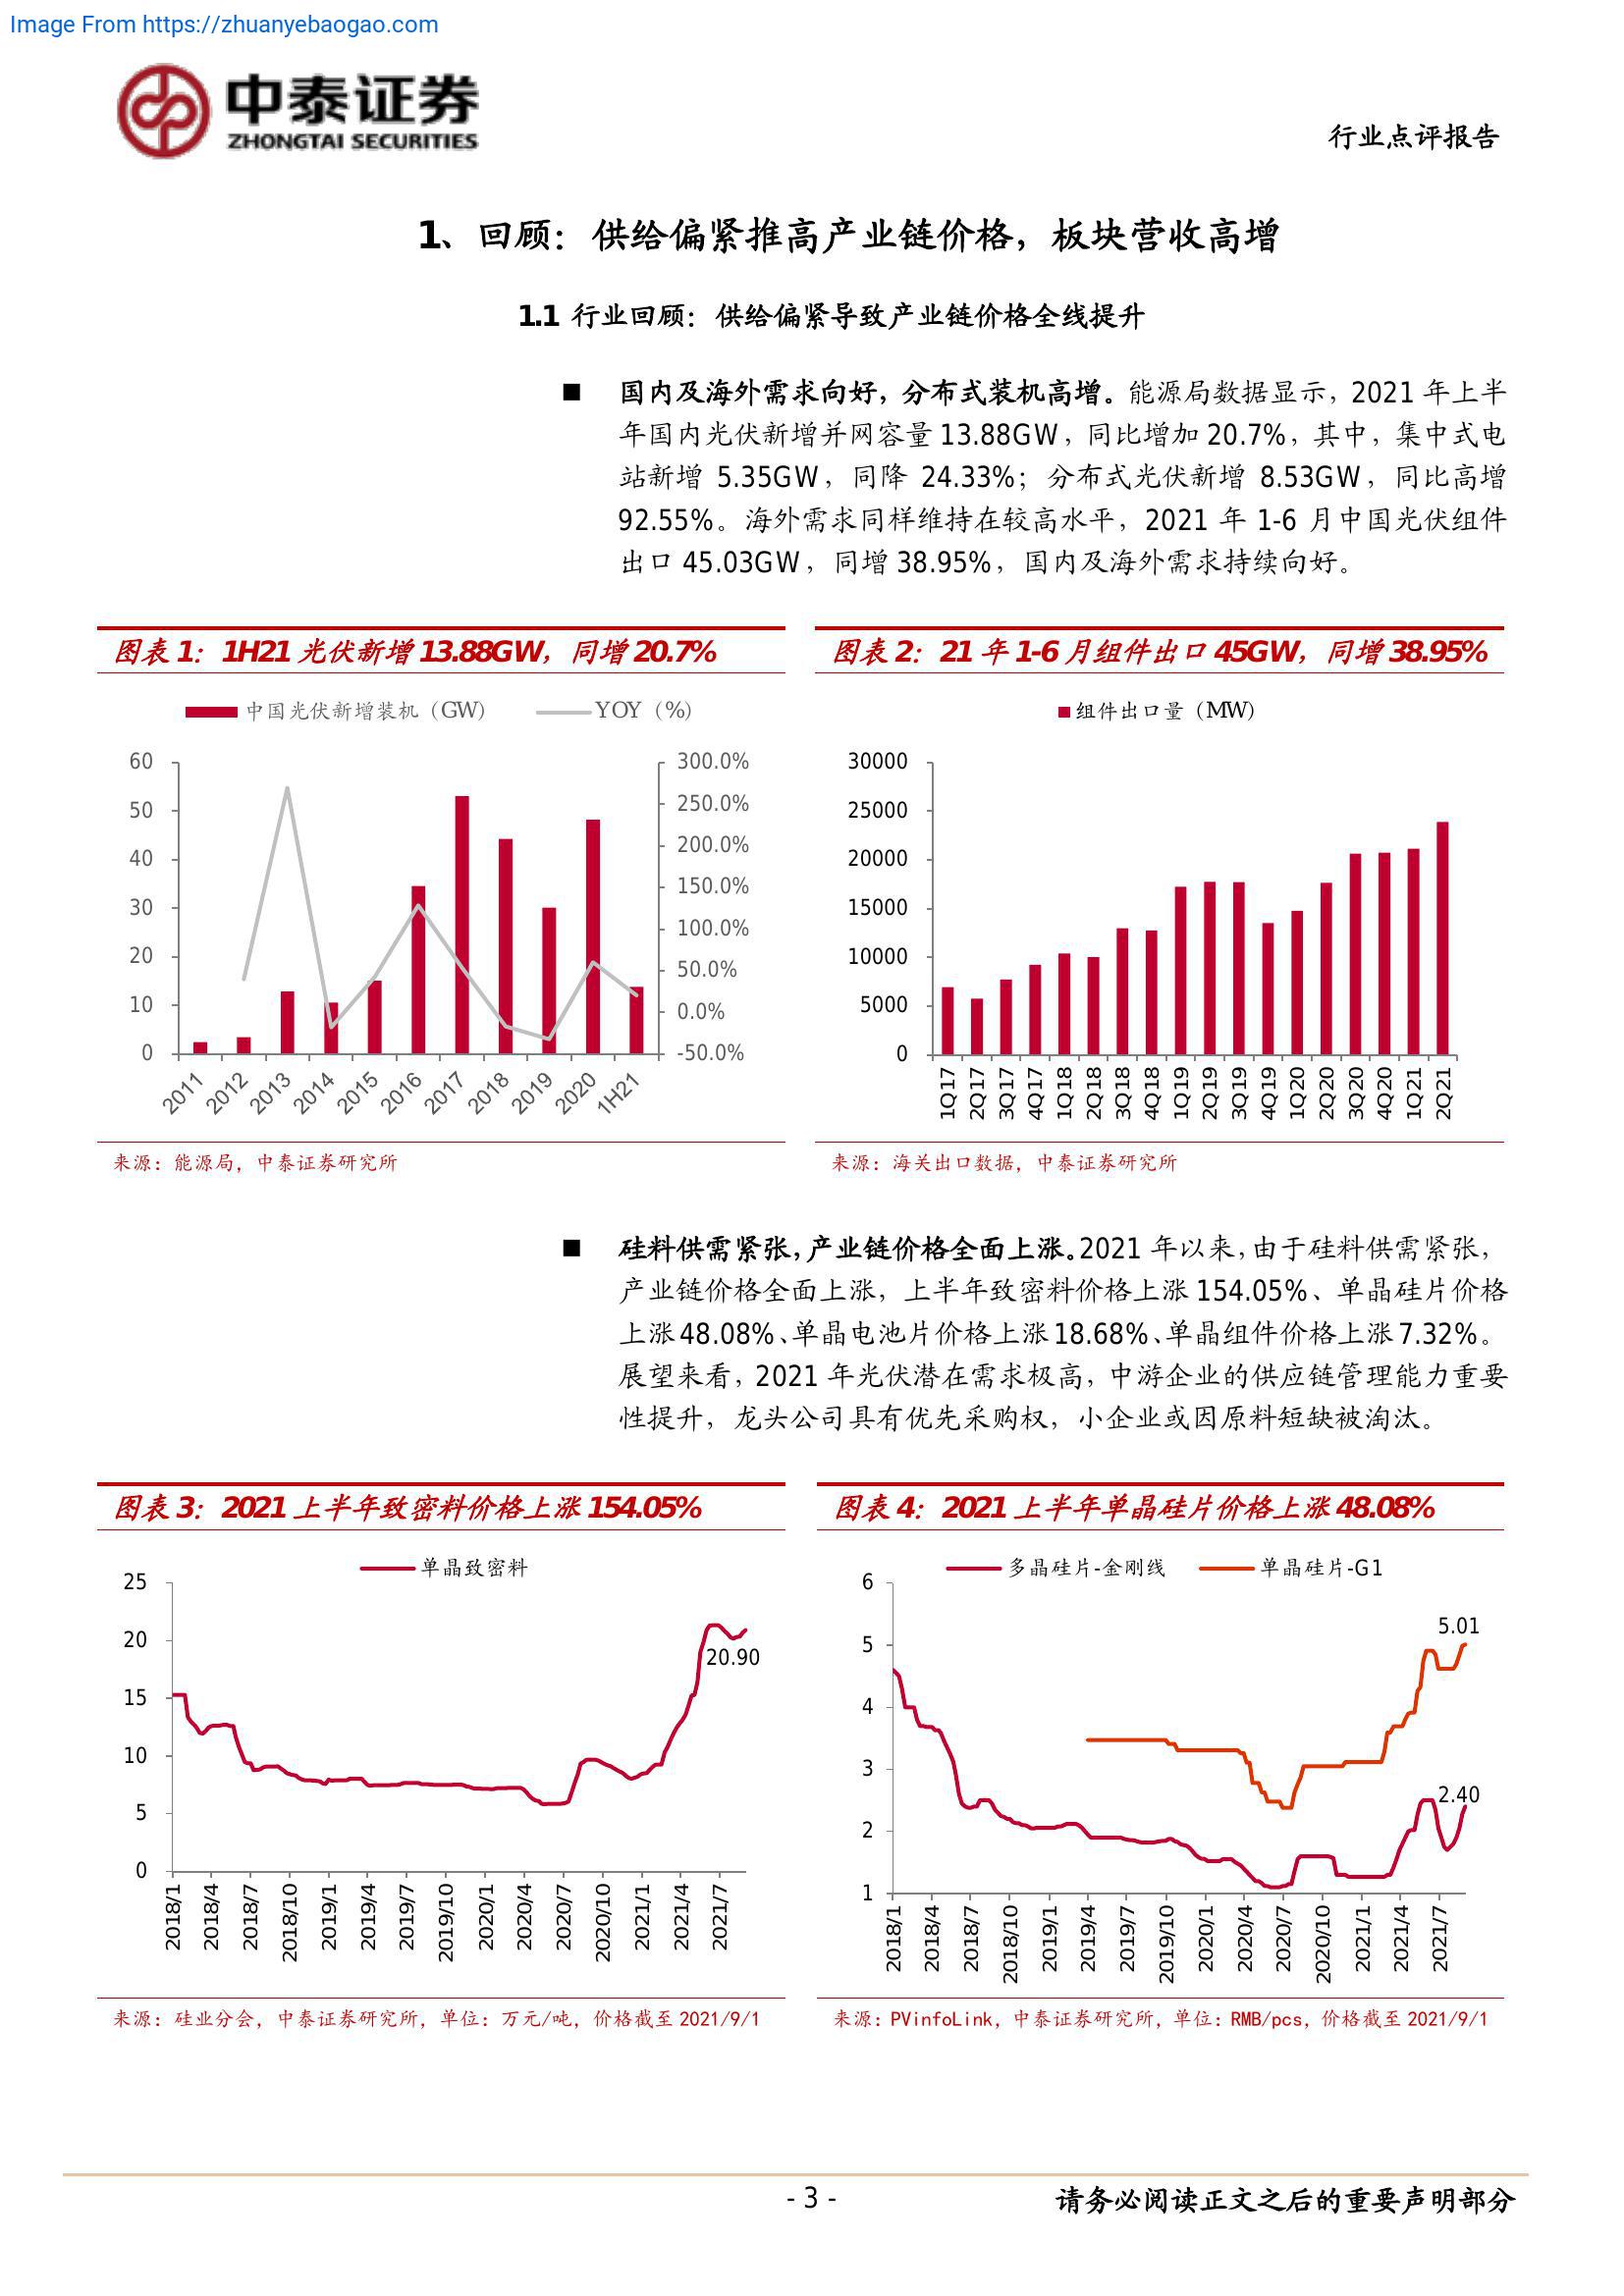 Image From https://zhuanyebaogao.com
中泰证券
ZHONGTAI SECURITIES
行业点评报告
1、回顾：供给偏紧推高产业链价格，板块营收高增
1.1 行业回顾：供给偏紧导致产业链价格全线提升
■ 国内及海外需求向好，分布式装机高增。能源局数据显示，2021 年上半
年国内光伏新增并网容量 13.88GW，同比增加 20.7%，其中，集中式电
站新增 5.35GW，同降 24.33%；分布式光伏新增 8.53GW，同比高增
92.55%。海外需求同样维持在较高水平，2021 年 1-6 月中国光伏组件
出口 45.03GW，同增 38.95%，国内及海外需求持续向好。
图表 1：1H21 光伏新增 13.88GW，同增 20.7%
中国光伏新增装机（GW） YOY（%）
60
50
40
30
20
10
0
300.0%
250.0%
200.0%
150.0%
100.0%
50.0%
0.0%
-50.0%
2011 2012 2013 2014 2015 2016 2017 2018 2019 2020 1H21
来源：能源局，中泰证券研究所
图表 2：21 年 1-6 月组件出口 45GW，同增 38.95%
组件出口量（MW）
30000
25000
20000
15000
10000
5000
0
1Q17 2Q17 3Q17 4Q17 1Q18 2Q18 3Q18 4Q18 1Q19 2Q19 3Q19 4Q19 1Q20 2Q20 3Q20 4Q20 1Q21 2Q21
来源：海关出口数据，中泰证券研究所
■ 硅料供需紧张，产业链价格全面上涨。2021 年以来，由于硅料供需紧张，
产业链价格全面上涨，上半年致密料价格上涨 154.05%、单晶硅片价格
上涨 48.08%、单晶电池片价格上涨 18.68%、单晶组件价格上涨 7.32%。
展望来看，2021 年光伏潜在需求极高，中游企业的供应链管理能力重要
性提升，龙头公司具有优先采购权，小企业或因原料短缺被淘汰。
图表 3：2021 上半年致密料价格上涨 154.05%
单晶致密料
25
20
15
10
5
0
20.90
2018/1 2018/4 2018/7 2018/10 2019/1 2019/4 2019/7 2019/10 2020/1 2020/4 2020/7 2020/10 2021/1 2021/4 2021/7
来源：硅业分会，中泰证券研究所，单位：万元/吨，价格截至 2021/9/1
图表 4：2021 上半年单晶硅片价格上涨 48.08%
多晶硅片-金刚线 单晶硅片-G1
6
5
4
3
2
1
5.01
2.40
2018/1 2018/4 2018/7 2018/10 2019/1 2019/4 2019/7 2019/10 2020/1 2020/4 2020/7 2020/10 2021/1 2021/4 2021/7
来源：PVinfoLink，中泰证券研究所，单位：RMB/pcs，价格截至 2021/9/1
- 3 -
请务必阅读正文之后的重要声明部分